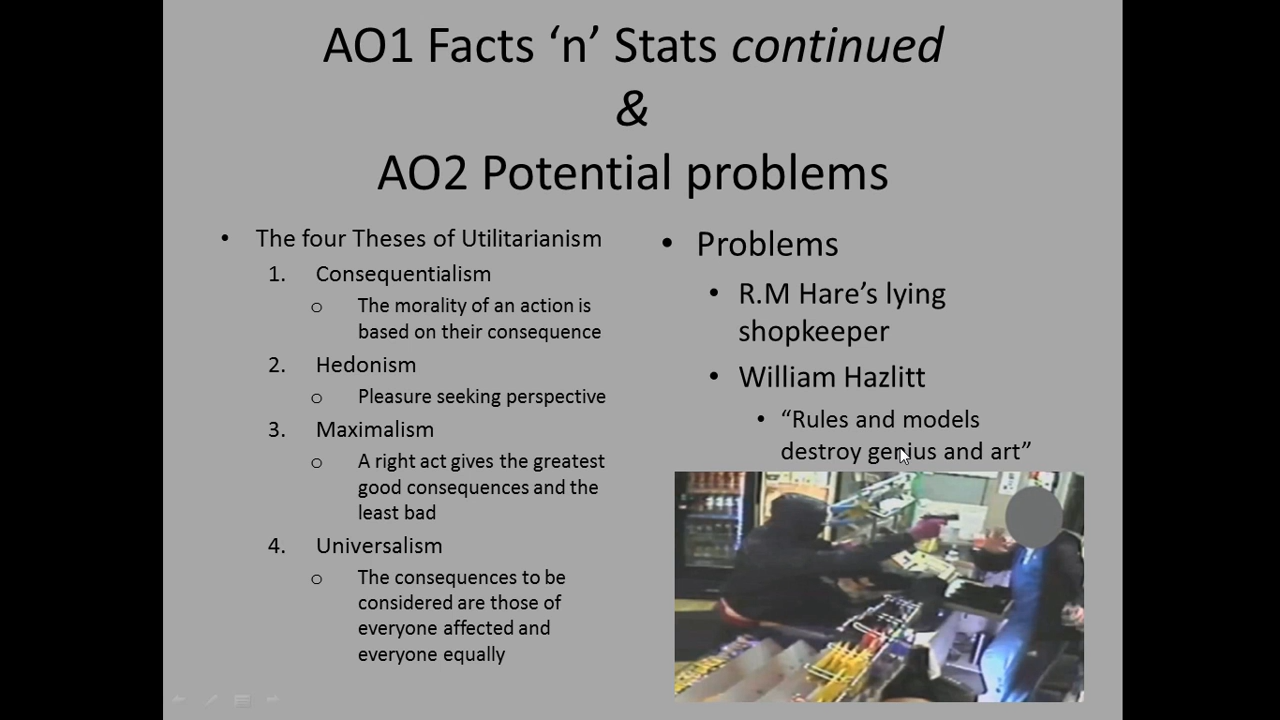 AO1 Facts ‘n’ Stats continued
&
AO2 Potential problems
• The four Theses of Utilitarianism
1. Consequentialism
o The morality of an action is
based on their consequence
2. Hedonism
o Pleasure seeking perspective
3. Maximalism
o A right act gives the greatest
good consequences and the
least bad
4. Universalism
o The consequences to be
considered are those of
everyone affected and
everyone equally
• Problems
• R.M Hare’s lying
shopkeeper
• William Hazlitt
• “Rules and models
destroy genius and art”